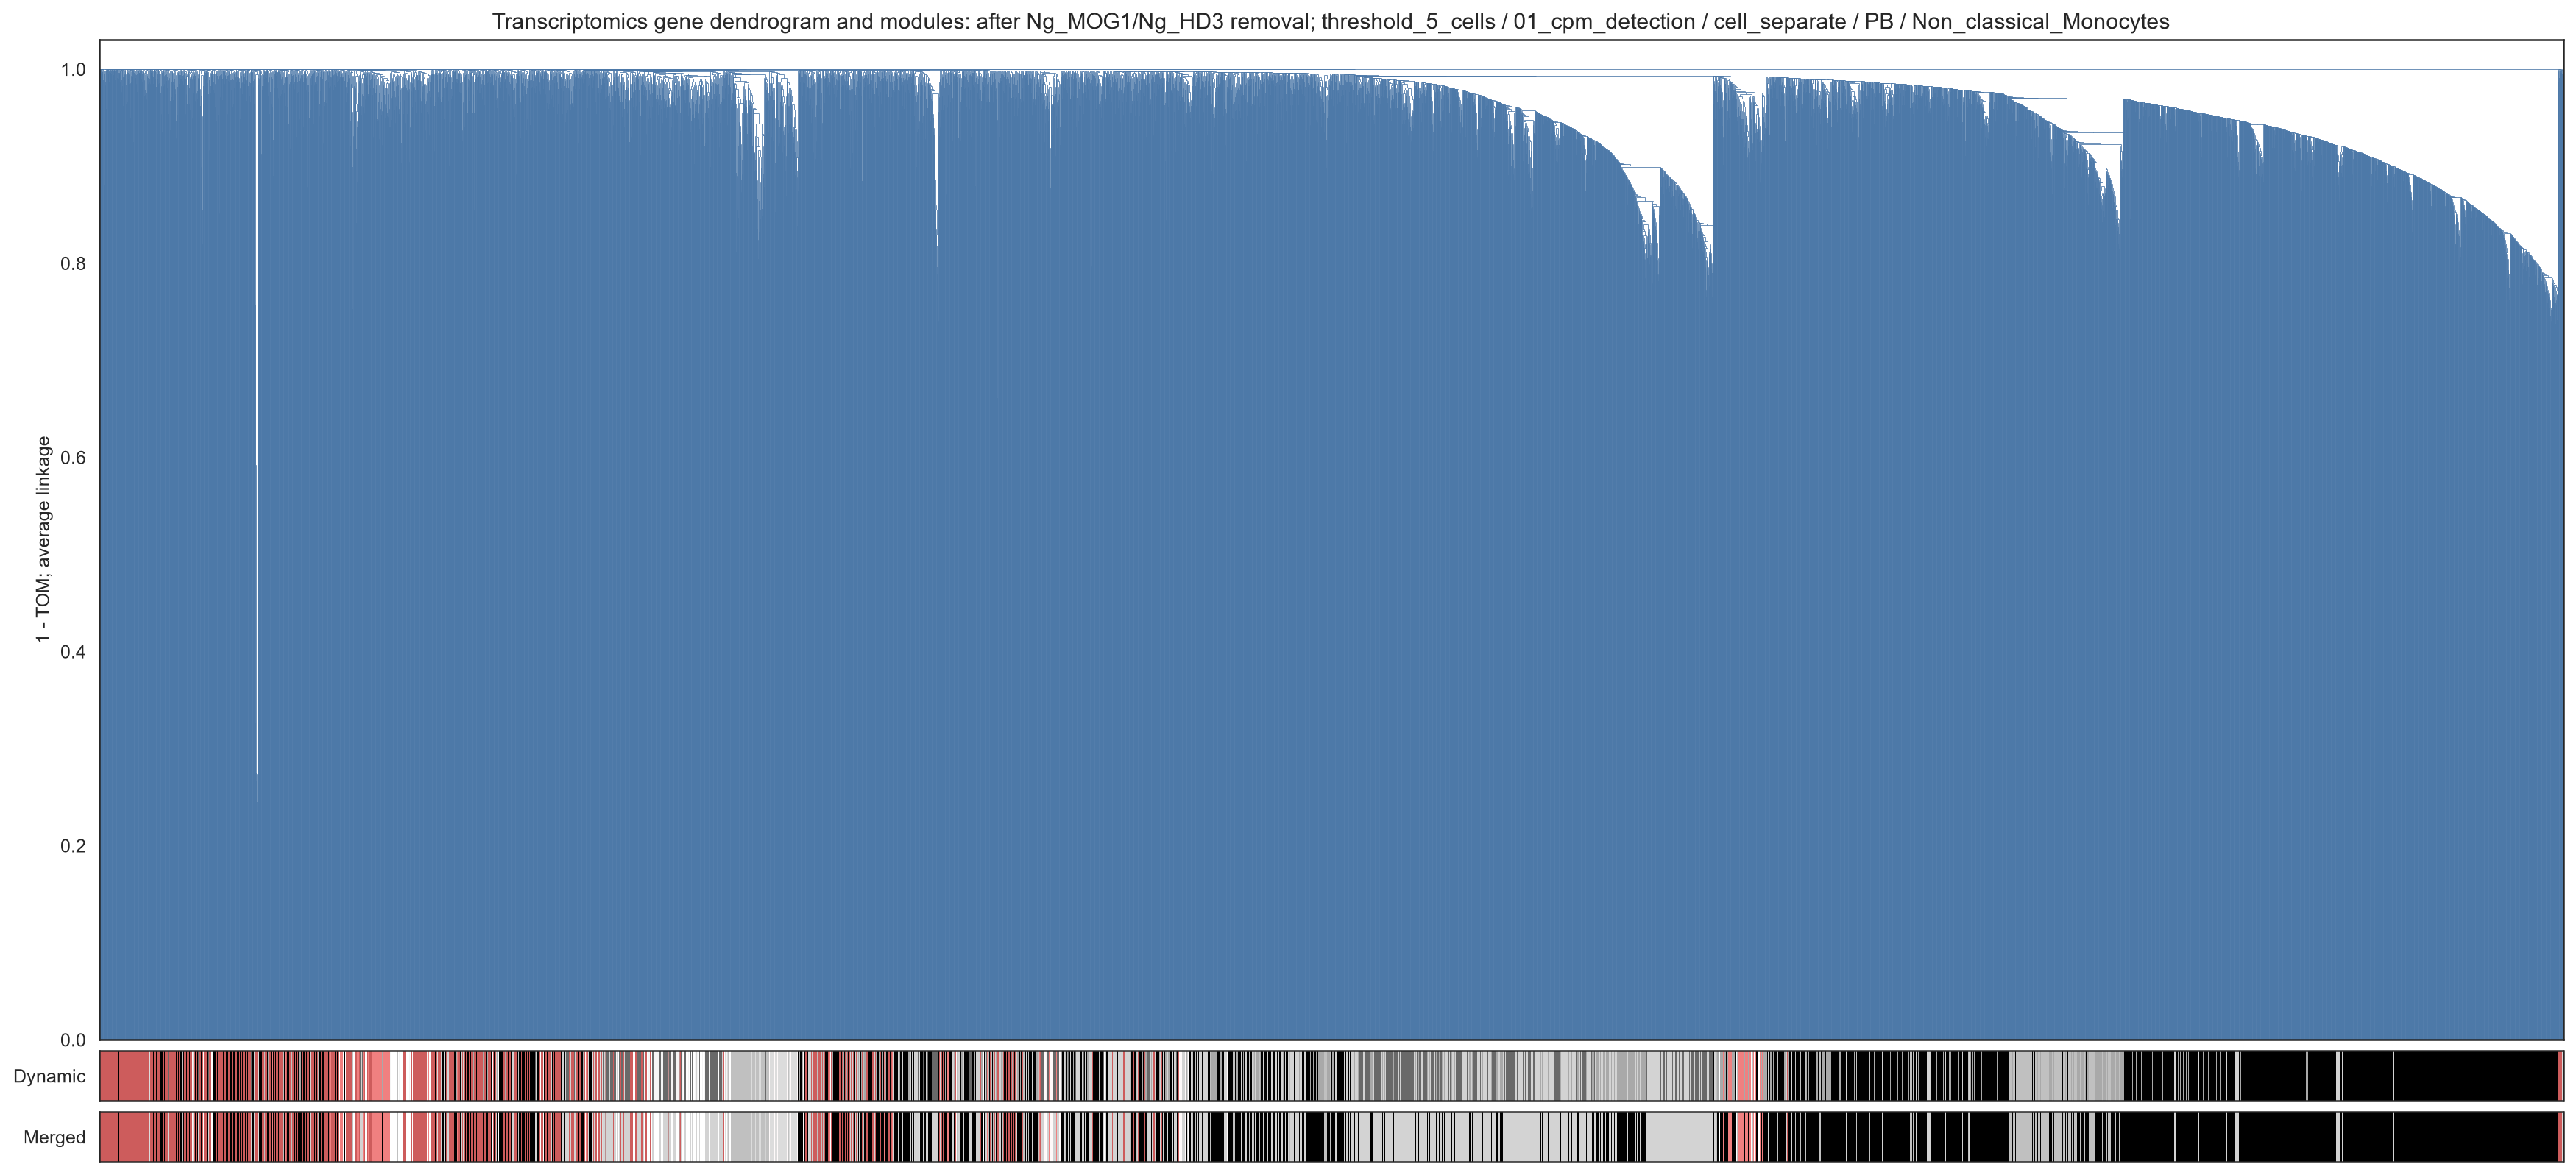 Transcriptomics gene dendrogram and modules: after Ng_MOG1/Ng_HD3 removal; threshold_5_cells / 01_cpm_detection / cell_separate / PB / Non_classical_Monocytes
1 - TOM; average linkage
1.0
0.8
0.6
0.4
0.2
0.0
Dynamic
Merged